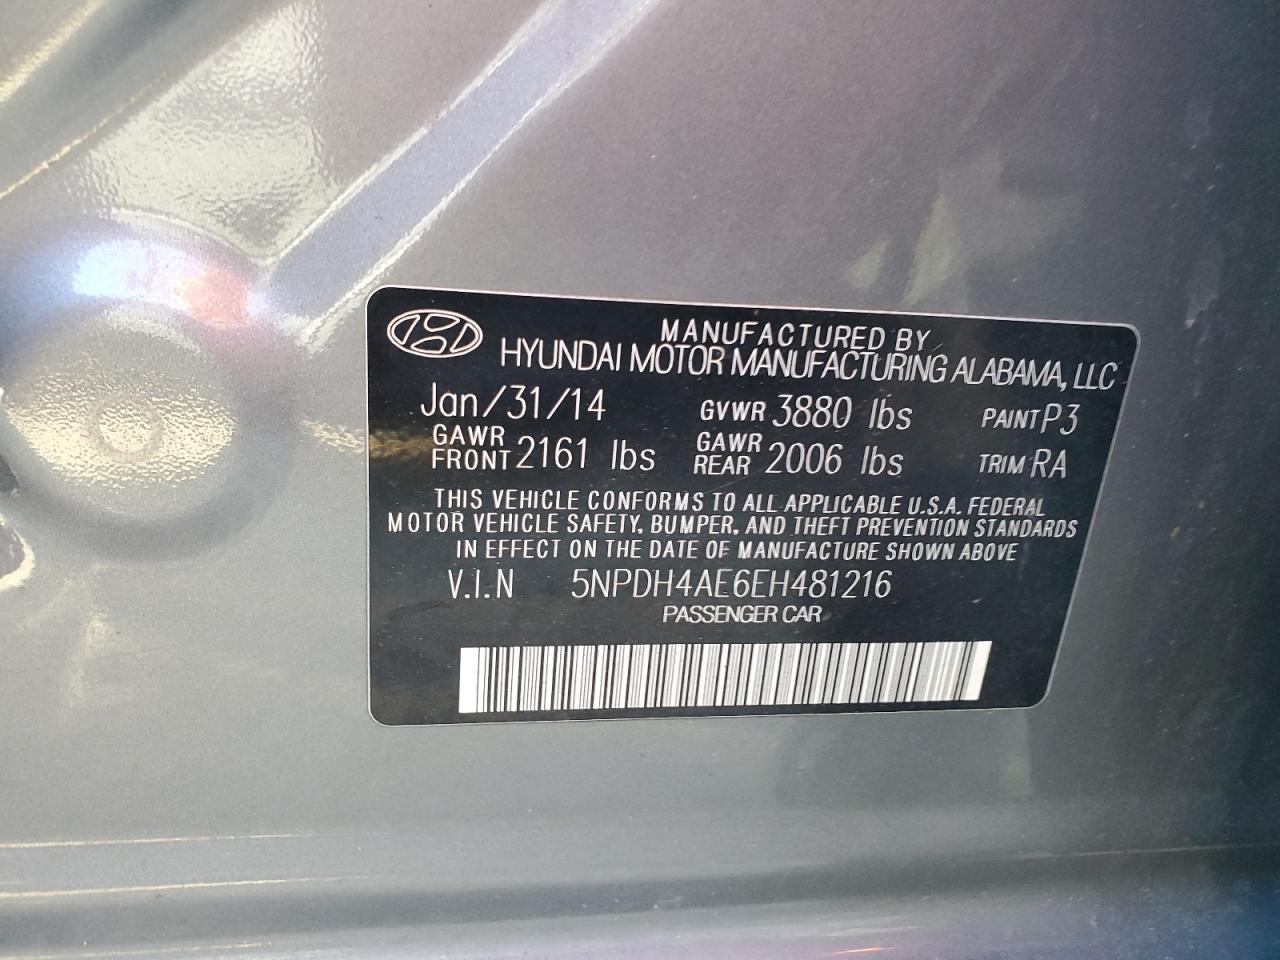 MANUFACTURED BY
HYUNDAI MOTOR MANUFACTURING ALABAMA, LLC
Jan/31/14 GVWR 3880 lbs PAINT P3
GAWR FRONT 2161 lbs GAWR REAR 2006 lbs TRIM RA
THIS VEHICLE CONFORMS TO ALL APPLICABLE U.S.A. FEDERAL
MOTOR VEHICLE SAFETY, BUMPER, AND THEFT PREVENTION STANDARDS
IN EFFECT ON THE DATE OF MANUFACTURE SHOWN ABOVE
V.I.N 5NPDH4AE6EH481216
PASSENGER CAR